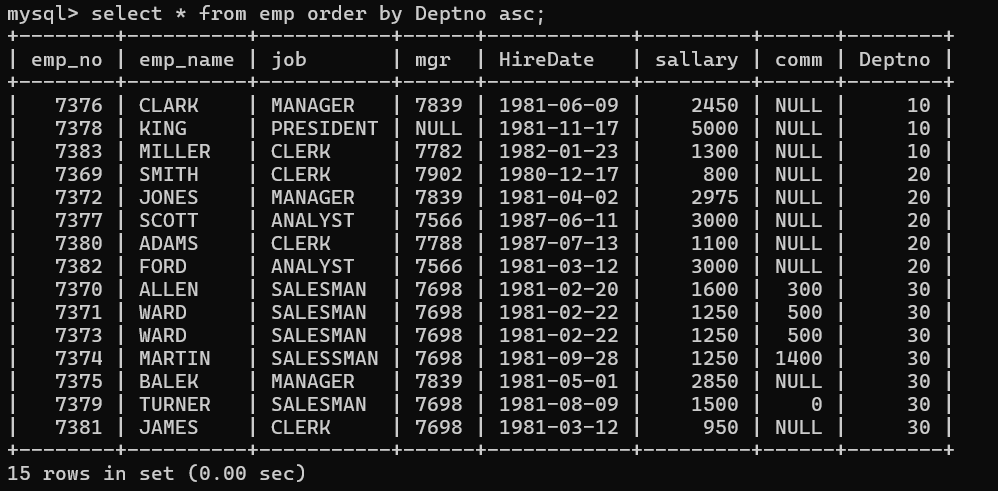 mysql> select * from emp order by Deptno asc;
+--------+----------+-----------+------+------------+---------+------+--------+
| emp_no | emp_name | job       | mgr  | HireDate   | sallary | comm | Deptno |
+--------+----------+-----------+------+------------+---------+------+--------+
|   7376 | CLARK    | MANAGER   | 7839 | 1981-06-09 |    2450 | NULL |     10 |
|   7378 | KING     | PRESIDENT | NULL | 1981-11-17 |    5000 | NULL |     10 |
|   7383 | MILLER   | CLERK     | 7782 | 1982-01-23 |    1300 | NULL |     10 |
|   7369 | SMITH    | CLERK     | 7902 | 1980-12-17 |     800 | NULL |     20 |
|   7372 | JONES    | MANAGER   | 7839 | 1981-04-02 |    2975 | NULL |     20 |
|   7377 | SCOTT    | ANALYST   | 7566 | 1987-06-11 |    3000 | NULL |     20 |
|   7380 | ADAMS    | CLERK     | 7788 | 1987-07-13 |    1100 | NULL |     20 |
|   7382 | FORD     | ANALYST   | 7566 | 1981-03-12 |    3000 | NULL |     20 |
|   7370 | ALLEN    | SALESMAN  | 7698 | 1981-02-20 |    1600 |  300 |     30 |
|   7371 | WARD     | SALESMAN  | 7698 | 1981-02-22 |    1250 |  500 |     30 |
|   7373 | WARD     | SALESMAN  | 7698 | 1981-02-22 |    1250 |  500 |     30 |
|   7374 | MARTIN   | SALESSMAN | 7698 | 1981-09-28 |    1250 | 1400 |     30 |
|   7375 | BALEK    | MANAGER   | 7839 | 1981-05-01 |    2850 | NULL |     30 |
|   7379 | TURNER   | SALESMAN  | 7698 | 1981-08-09 |    1500 |    0 |     30 |
|   7381 | JAMES    | CLERK     | 7698 | 1981-03-12 |     950 | NULL |     30 |
+--------+----------+-----------+------+------------+---------+------+--------+
15 rows in set (0.00 sec)